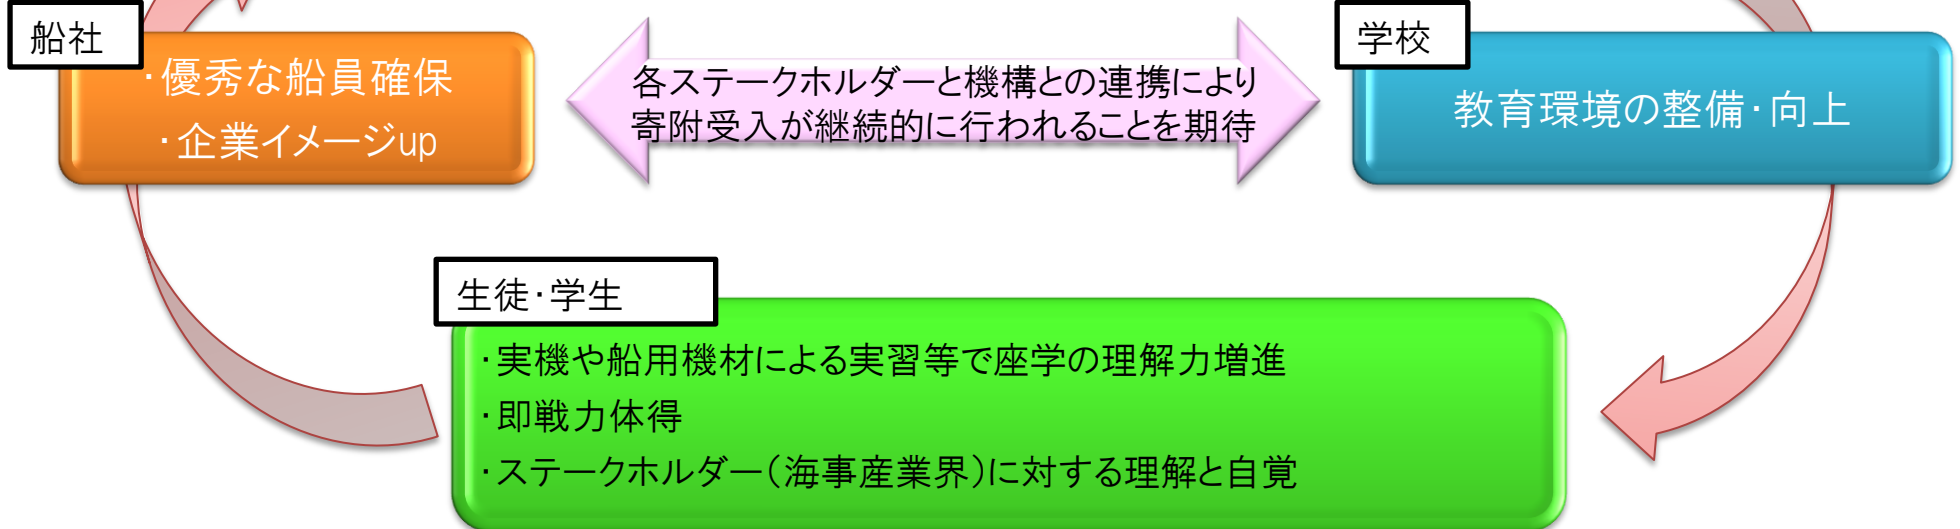 船社
・優秀な船員確保
・企業イメージup
各ステークホルダーと機構との連携により
寄附受入が継続的に行われることを期待
学校
教育環境の整備・向上
生徒・学生
・実機や船用機材による実習等で座学の理解力増進
・即戦力体得
・ステークホルダー(海事産業界)に対する理解と自覚